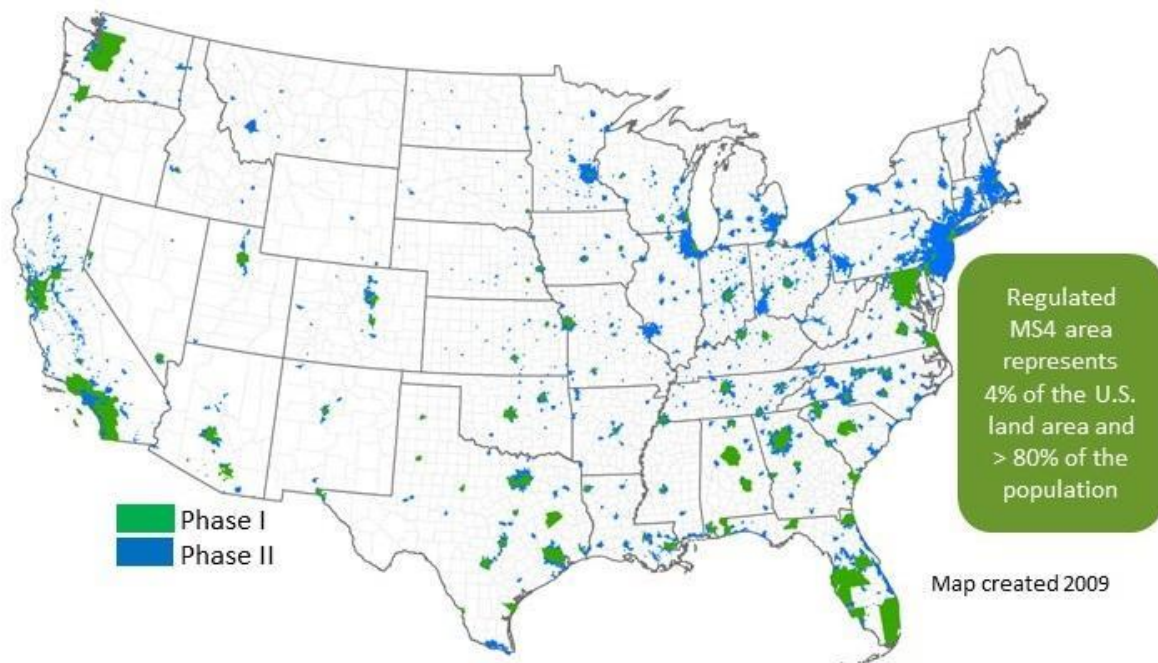 Regulated
MS4 area
represents
4% of the U.S.
land area and
> 80% of the
population
Phase I
Phase II
Map created 2009